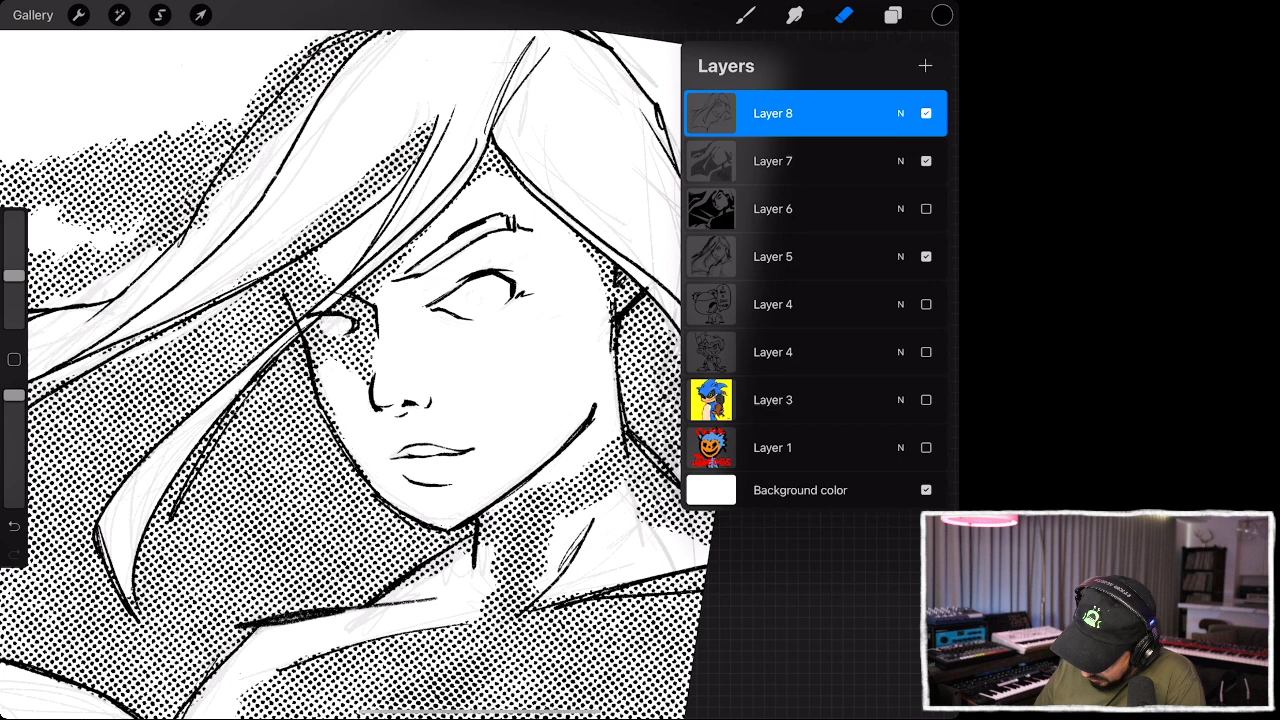 Gallery
Layers
Layer 8 N
Layer 7 N
Layer 6 N
Layer 5 N
Layer 4 N
Layer 4 N
Layer 3 N
Layer 1 N
Background color